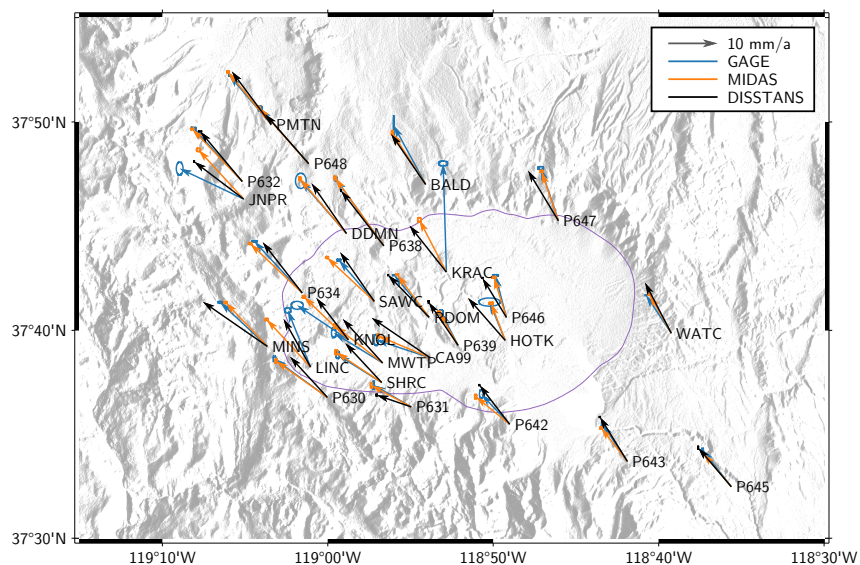 10 mm/a
GAGE
MIDAS
DISSTANS
37°50'N
37°40'N
37°30'N
PMTN
P648
P632
JNPR
BALD
P647
DDMN
P638
KRAC
P634
SAWC
RDOM
P646
HOTK
WATC
MINS
KNOL
P639
LINC
MWTP
CA99
SHRC
P630
P631
P642
P643
P645
119°10'W
119°00'W
118°50'W
118°40'W
118°30'W